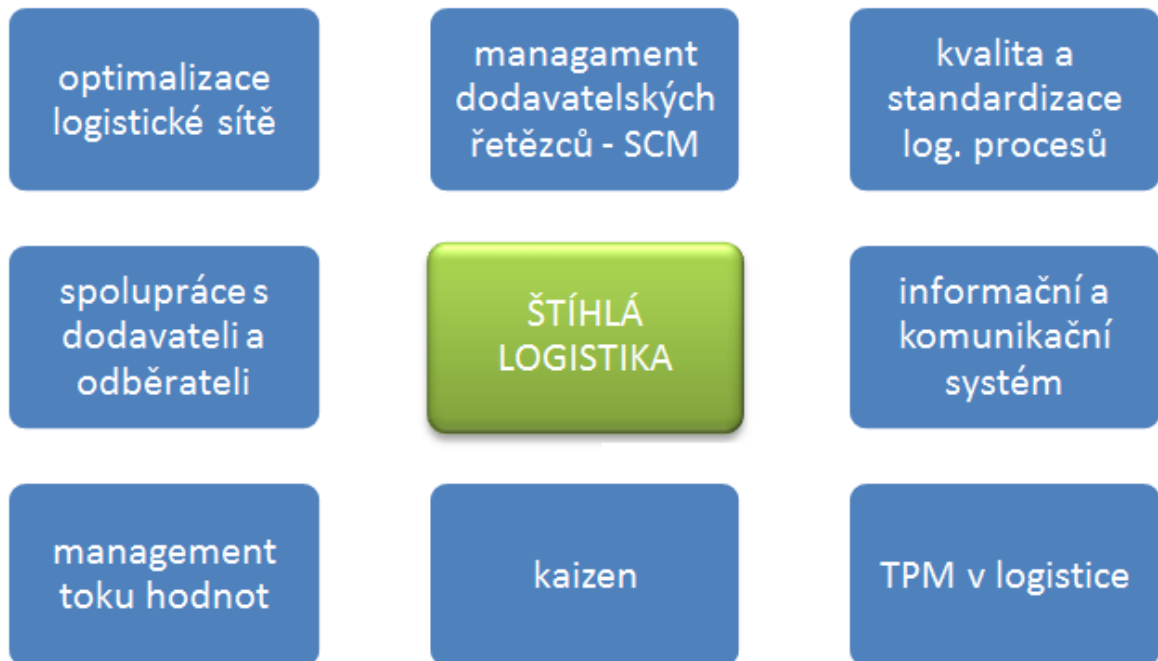 optimalizace
logistické sítě
managament
dodavatelských
řetězců - SCM
kvalita a
standardizace
log. procesů
spolupráce s
dodavateli a
odběrateli
ŠTÍHLÁ
LOGISTIKA
informační a
komunikační
systém
management
toku hodnot
kaizen
TPM v logistice